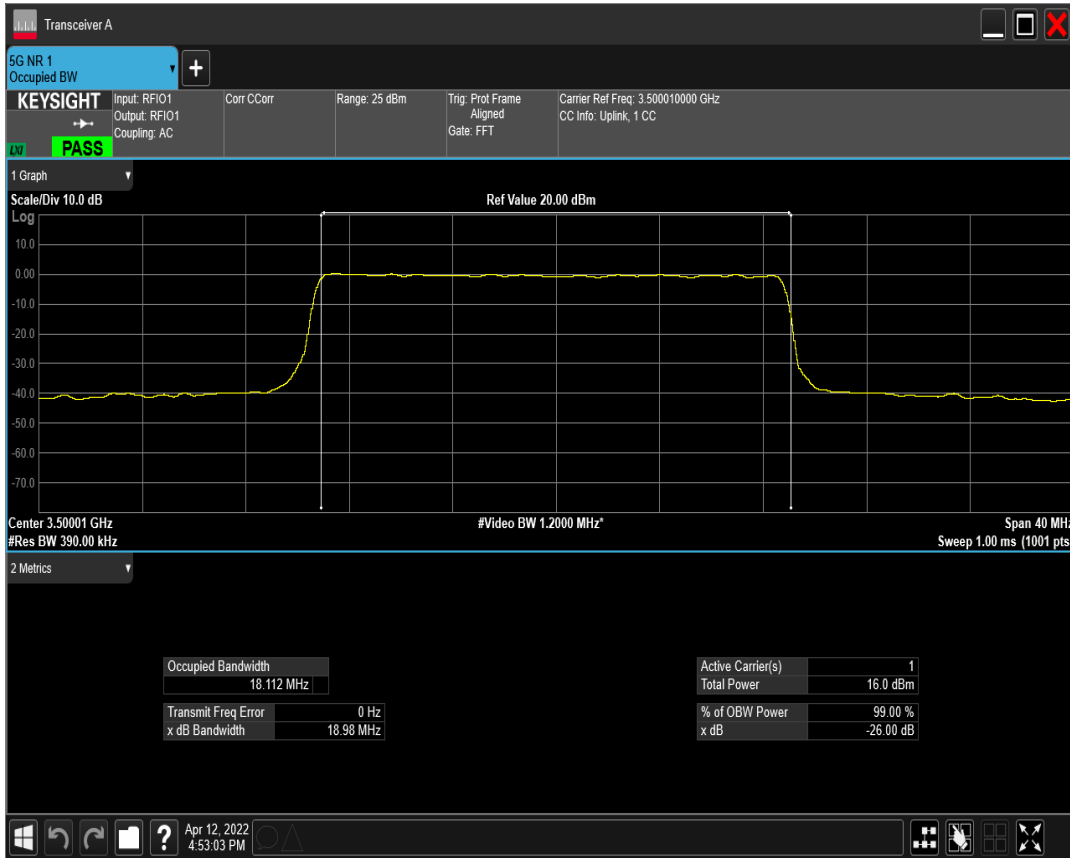 Transceiver A
5G NR 1
Occupied BW
+
KEYSIGHT
LXI
PASS
Input: RFIO1
Output: RFIO1
Coupling: AC
Corr CCorr
Range: 25 dBm
Trig: Prot Frame
Aligned
Gate: FFT
Carrier Ref Freq: 3.500010000 GHz
CC Info: Uplink, 1 CC
1 Graph
Scale/Div 10.0 dB
Ref Value 20.00 dBm
Log
10.0
0.00
-10.0
-20.0
-30.0
-40.0
-50.0
-60.0
-70.0
Center 3.50001 GHz
#Video BW 1.2000 MHz*
Span 40 MHz
#Res BW 390.00 kHz
Sweep 1.00 ms (1001 pts
2 Metrics
Occupied Bandwidth
18.112 MHz
Transmit Freq Error 0 Hz
x dB Bandwidth 18.98 MHz
Active Carrier(s) 1
Total Power 16.0 dBm
% of OBW Power 99.00 %
x dB -26.00 dB
?
Apr 12, 2022
4:53:03 PM